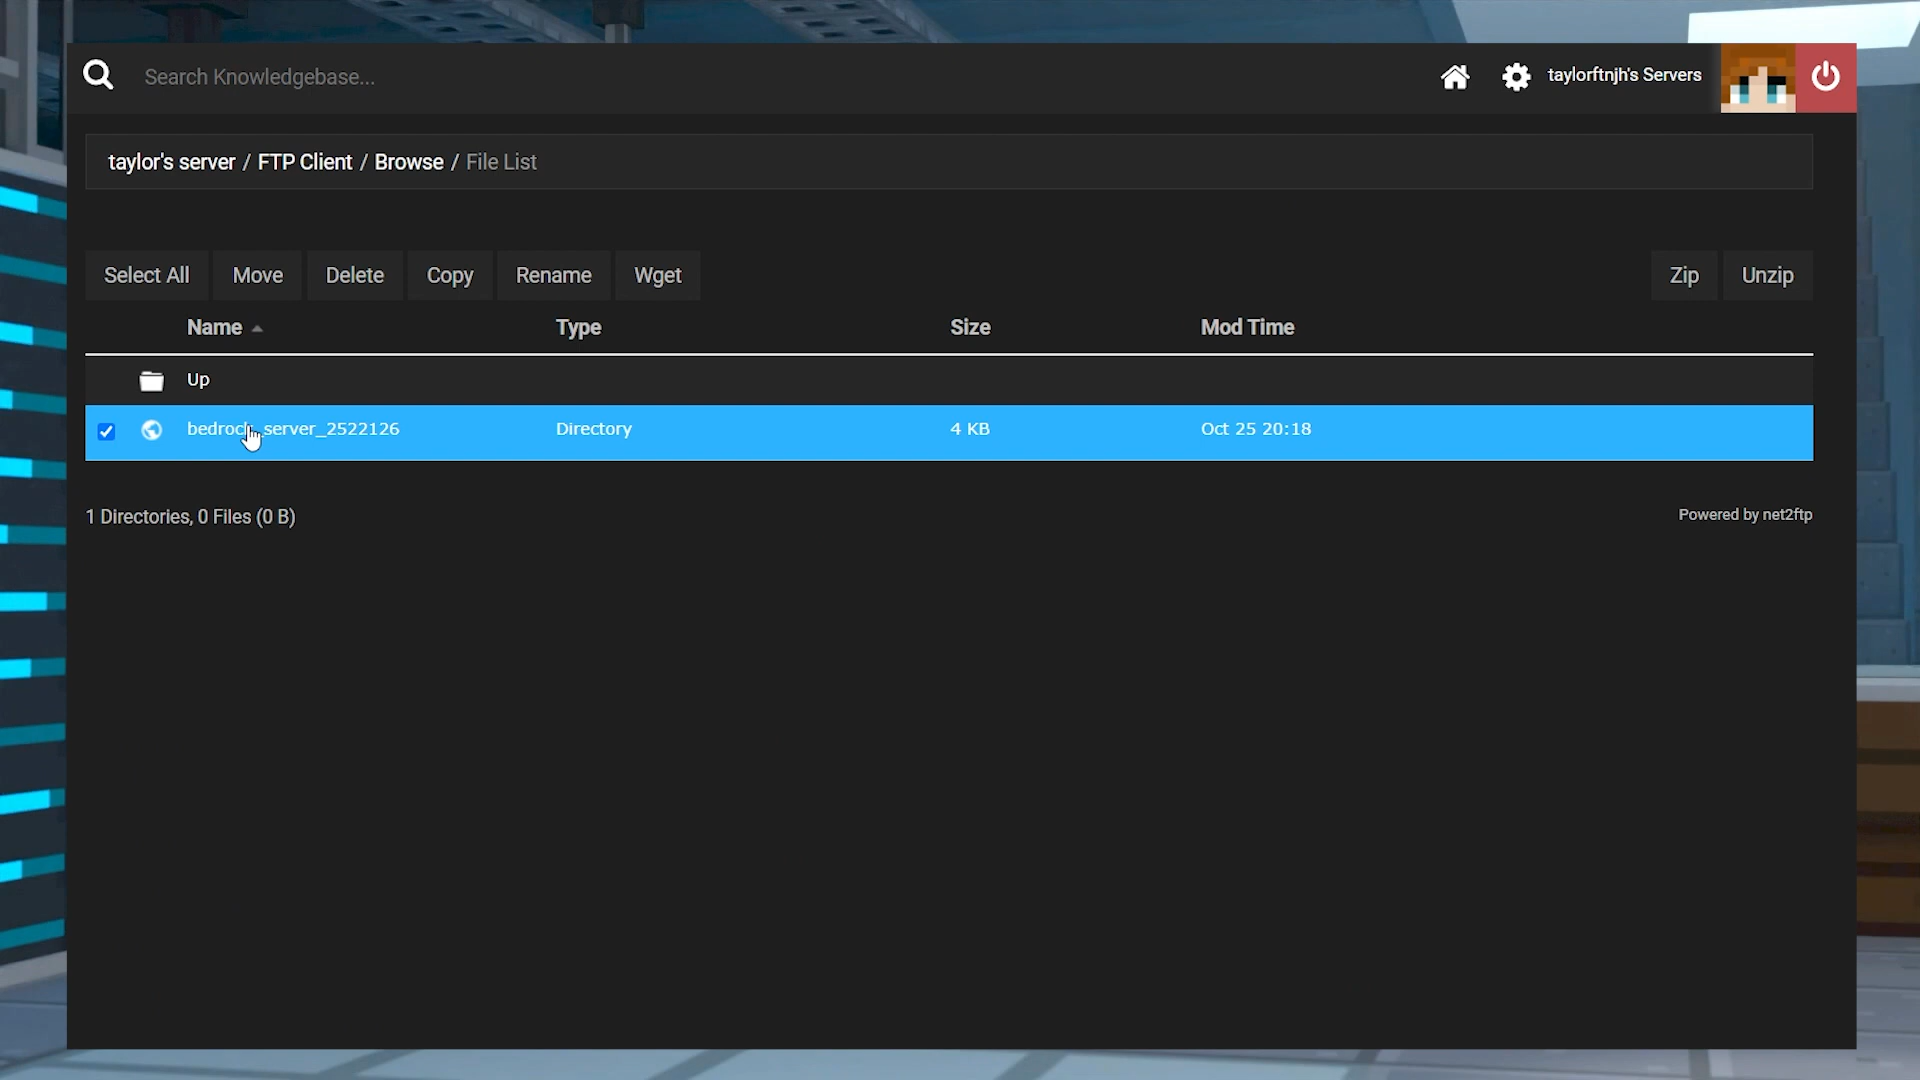 Search Knowledgebase...
taylorftnjh's Servers
taylor's server / FTP Client / Browse / File List
Select All Move Delete Copy Rename Wget Zip Unzip
Name Type Size Mod Time
Up
bedrock_server_2522126 Directory 4 KB Oct 25 20:18
1 Directories, 0 Files (0 B)
Powered by net2ftp